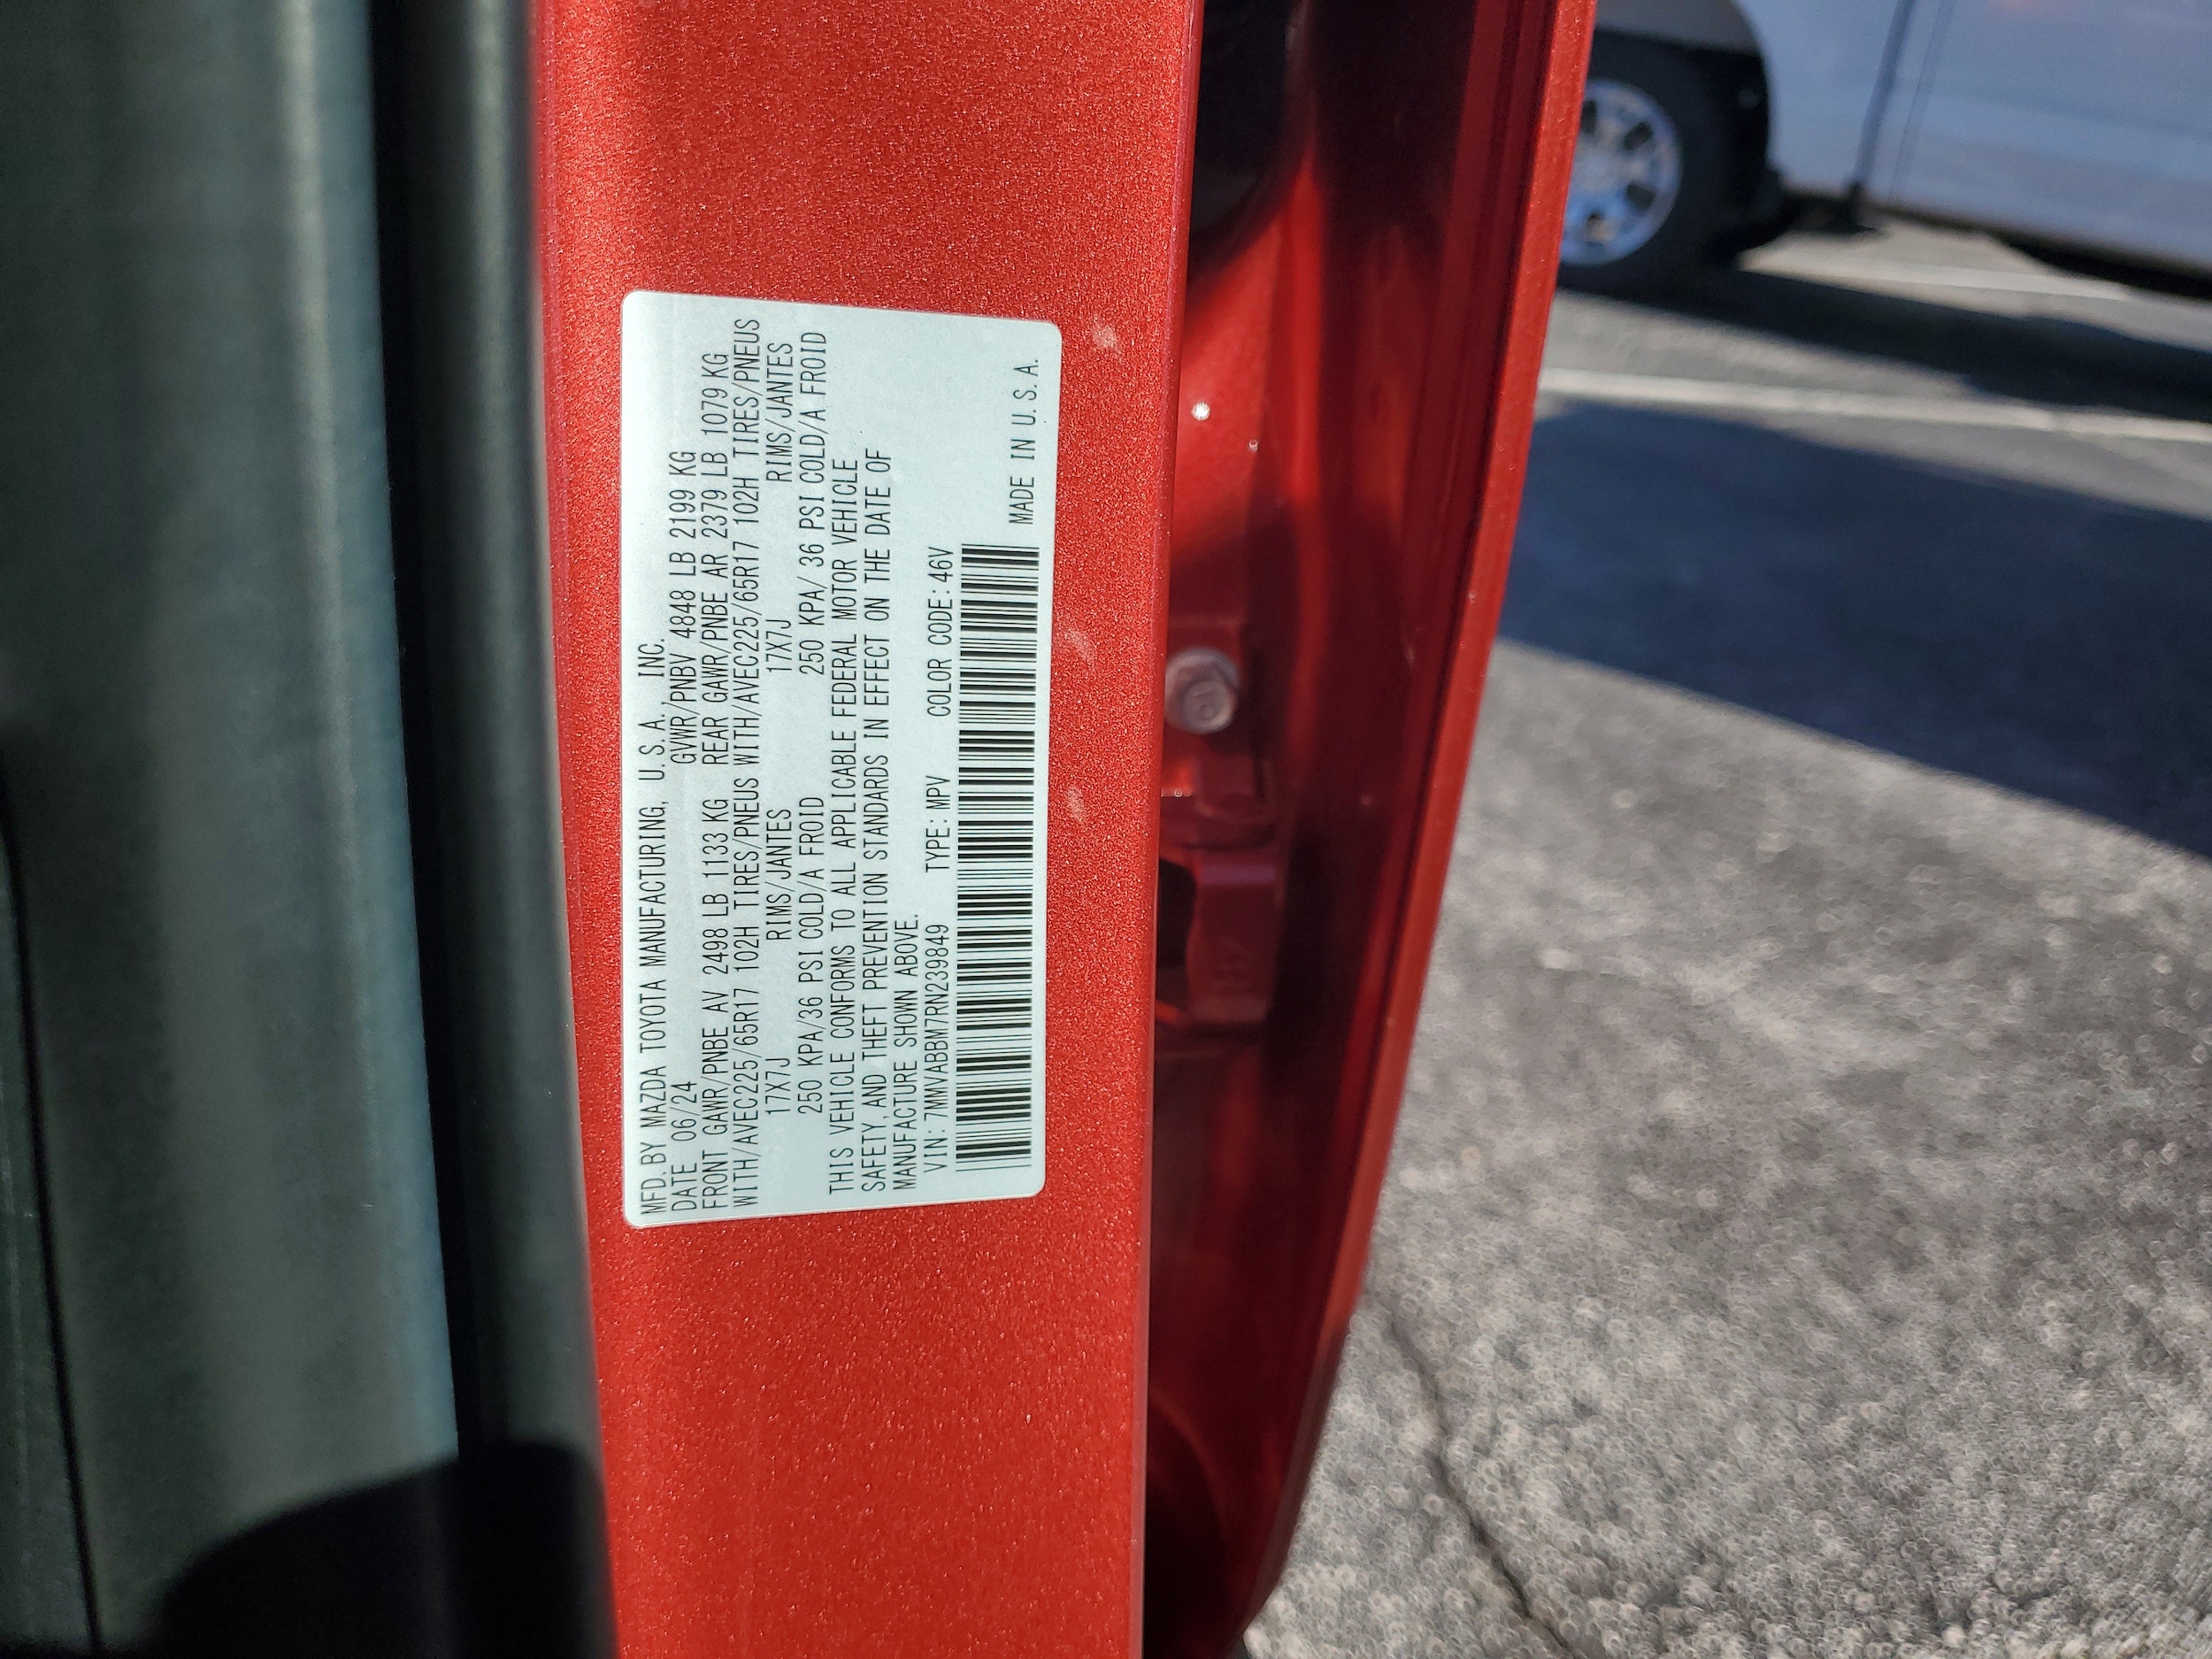 MFD. BY MAZDA TOYOTA MANUFACTURING, U.S.A., INC.
DATE 06/24 GVWR/PNBV 4848 LB 2199 KG
FRONT GAWR/PNBE AV 2498 LB 1133 KG REAR GAWR/PNBE AR 2379 LB 1079 KG
WITH/AVEC225/65R17 102H TIRES/PNEUS WITH/AVEC225/65R17 102H TIRES/PNEUS
17X7J RIMS/JANTES 17X7J RIMS/JANTES
250 KPA/36 PSI COLD/A FROID 250 KPA/ 36 PSI COLD/A FROID
THIS VEHICLE CONFORMS TO ALL APPLICABLE FEDERAL MOTOR VEHICLE
SAFETY, AND THEFT PREVENTION STANDARDS IN EFFECT ON THE DATE OF
MANUFACTURE SHOWN ABOVE.
VIN: 7MMVABBM7RN239849 TYPE: MPV COLOR CODE: 46V
MADE IN U.S.A.